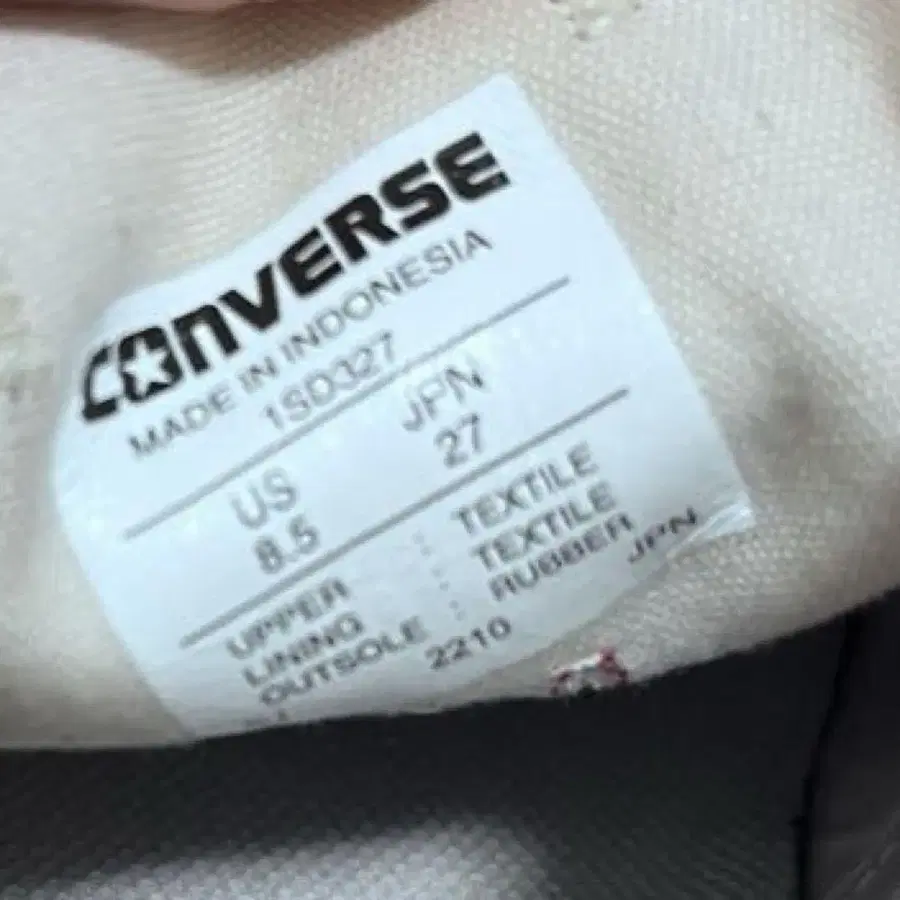 CONVERSE
MADE IN INDONESIA
1SD327
US JPN
8.5 27
UPPER : TEXTILE
LINING : TEXTILE
OUTSOLE : RUBBER
2210 JPN